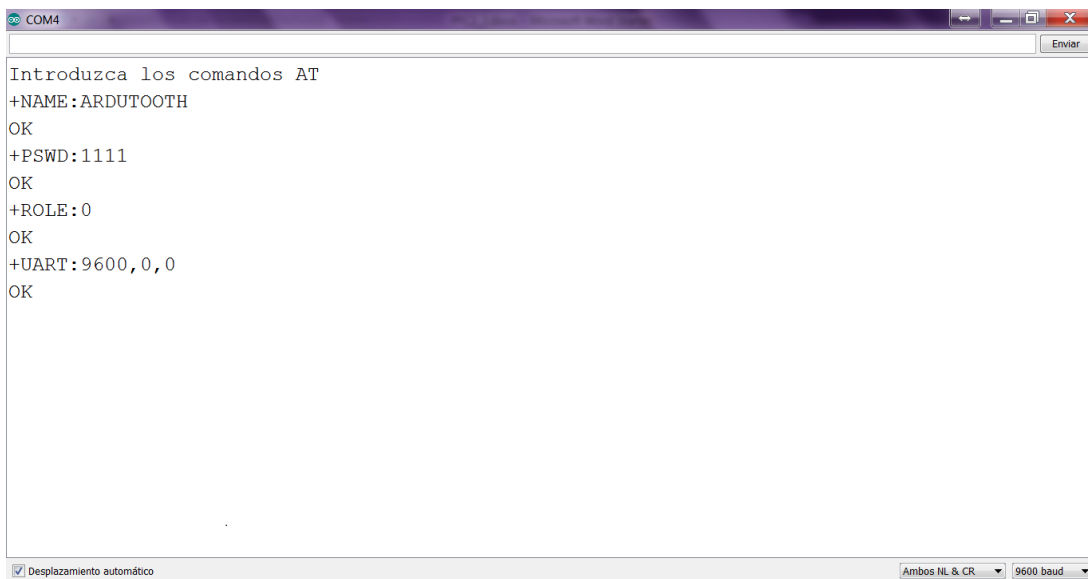 COM4
Enviar
Introduzca los comandos AT
+NAME:ARDUTOOTH
OK
+PSWD:1111
OK
+ROLE:0
OK
+UART:9600,0,0
OK
Desplazamiento automático
Ambos NL & CR
9600 baud